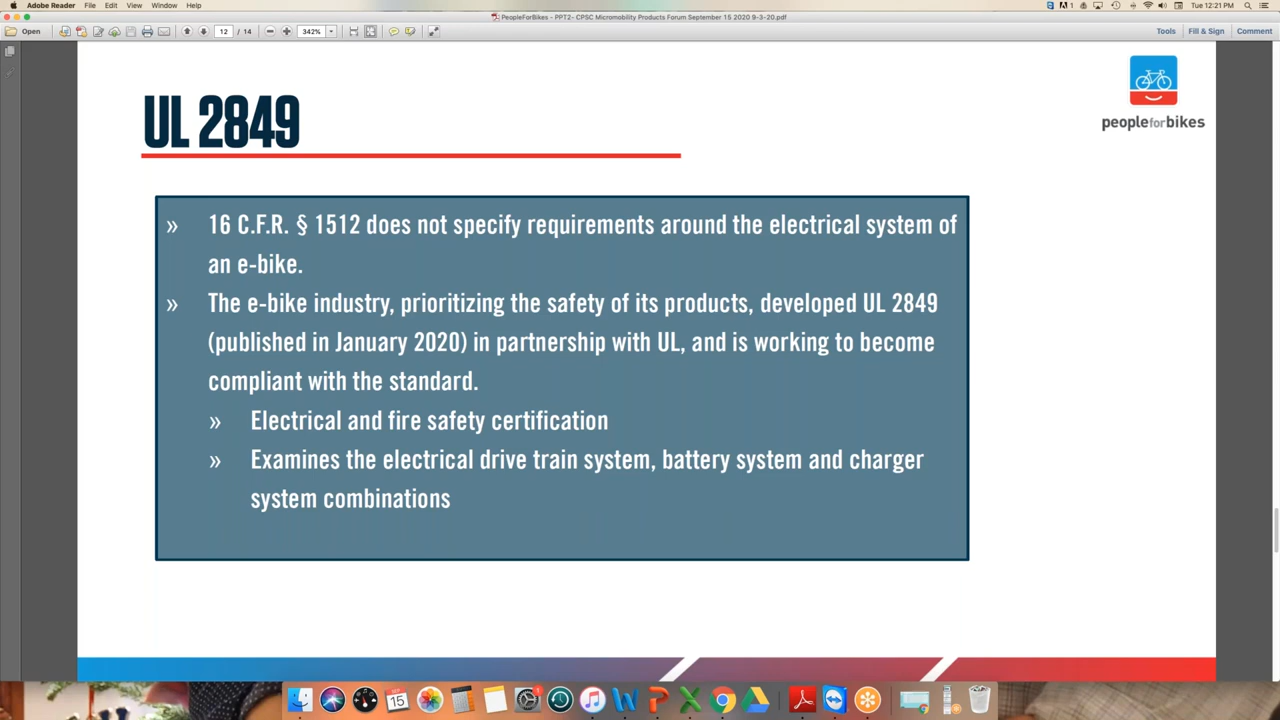 Adobe Reader File Edit View Window Help
1 Tue 12:21 PM
PeopleForBikes - PPT2- CPSC Micromobility Products Forum September 15 2020 9-3-20.pdf
Open 12 / 14 342% Tools Fill & Sign Comment
UL 2849
peopleforbikes
» 16 C.F.R. § 1512 does not specify requirements around the electrical system of
an e-bike.
» The e-bike industry, prioritizing the safety of its products, developed UL 2849
(published in January 2020) in partnership with UL, and is working to become
compliant with the standard.
» Electrical and fire safety certification
» Examines the electrical drive train system, battery system and charger
system combinations
SEP
15
1
W P X